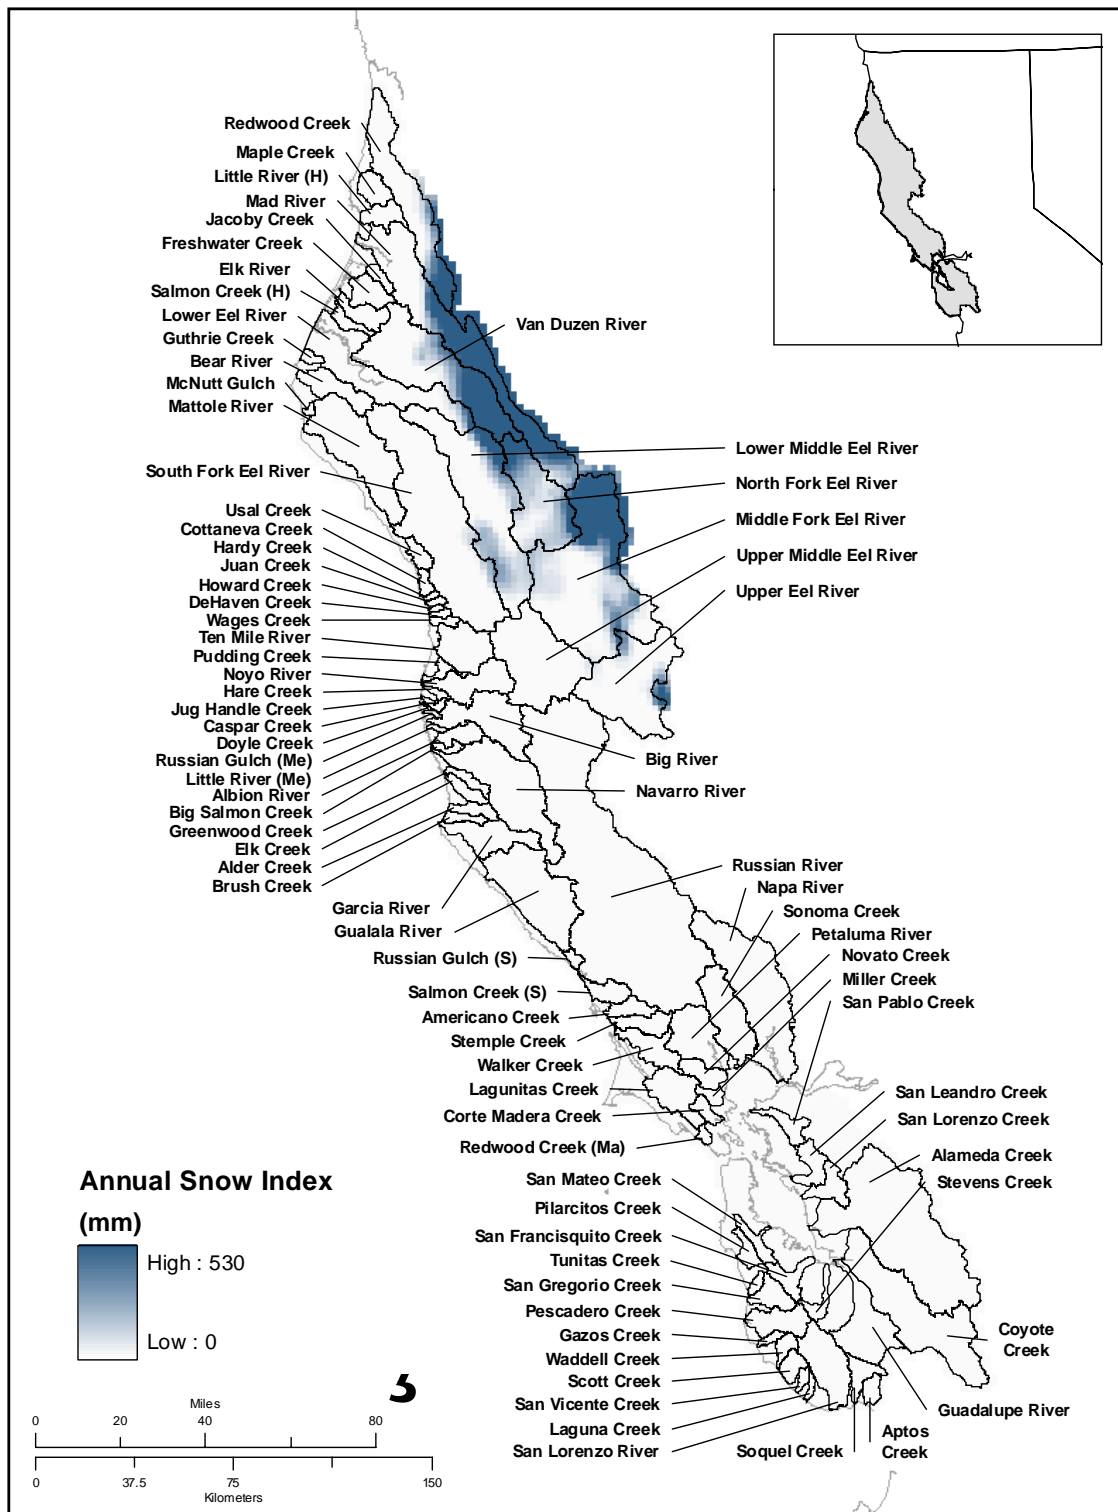 Redwood Creek
Maple Creek
Little River (H)
Mad River
Jacoby Creek
Freshwater Creek
Elk River
Salmon Creek (H)
Lower Eel River
Guthrie Creek
Bear River
McNutt Gulch
Mattole River
South Fork Eel River
Usal Creek
Cottaneva Creek
Hardy Creek
Juan Creek
Howard Creek
DeHaven Creek
Wages Creek
Ten Mile River
Pudding Creek
Noyo River
Hare Creek
Jug Handle Creek
Caspar Creek
Doyle Creek
Russian Gulch (Me)
Little River (Me)
Albion River
Big Salmon Creek
Greenwood Creek
Elk Creek
Alder Creek
Brush Creek
Garcia River
Gualala River
Russian Gulch (S)
Salmon Creek (S)
Americano Creek
Stemple Creek
Walker Creek
Lagunitas Creek
Corte Madera Creek
Redwood Creek (Ma)
Van Duzen River
Lower Middle Eel River
North Fork Eel River
Middle Fork Eel River
Upper Middle Eel River
Upper Eel River
Big River
Navarro River
Russian River
Napa River
Sonoma Creek
Petaluma River
Novato Creek
Miller Creek
San Pablo Creek
San Leandro Creek
San Lorenzo Creek
Alameda Creek
Stevens Creek
San Mateo Creek
Pilarcitos Creek
San Francisquito Creek
Tunitas Creek
San Gregorio Creek
Pescadero Creek
Gazos Creek
Waddell Creek
Scott Creek
San Vicente Creek
Laguna Creek
San Lorenzo River
Soquel Creek
Aptos
Creek
Guadalupe River
Coyote
Creek
Annual Snow Index
(mm)
High : 530
Low : 0
Miles
0 20 40 80
0 37.5 75 150
Kilometers